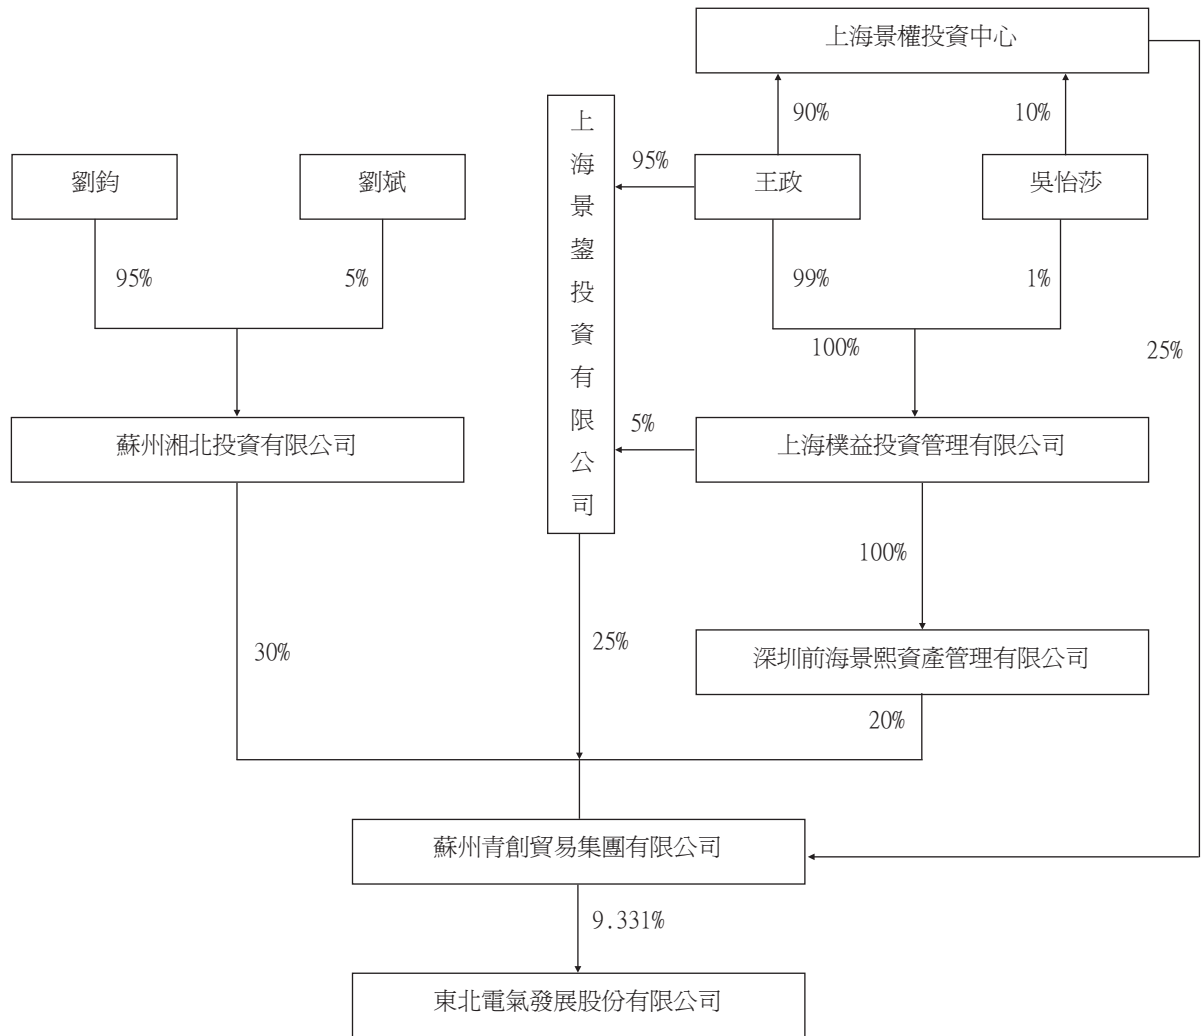 上海景權投資中心
90%
10%
上海景鋆投資有限公司
95%
劉鈞
劉斌
王政
吳怡莎
95%
5%
99%
1%
100%
25%
5%
蘇州湘北投資有限公司
上海樸益投資管理有限公司
100%
30%
25%
深圳前海景熙資產管理有限公司
20%
蘇州青創貿易集團有限公司
9.331%
東北電氣發展股份有限公司